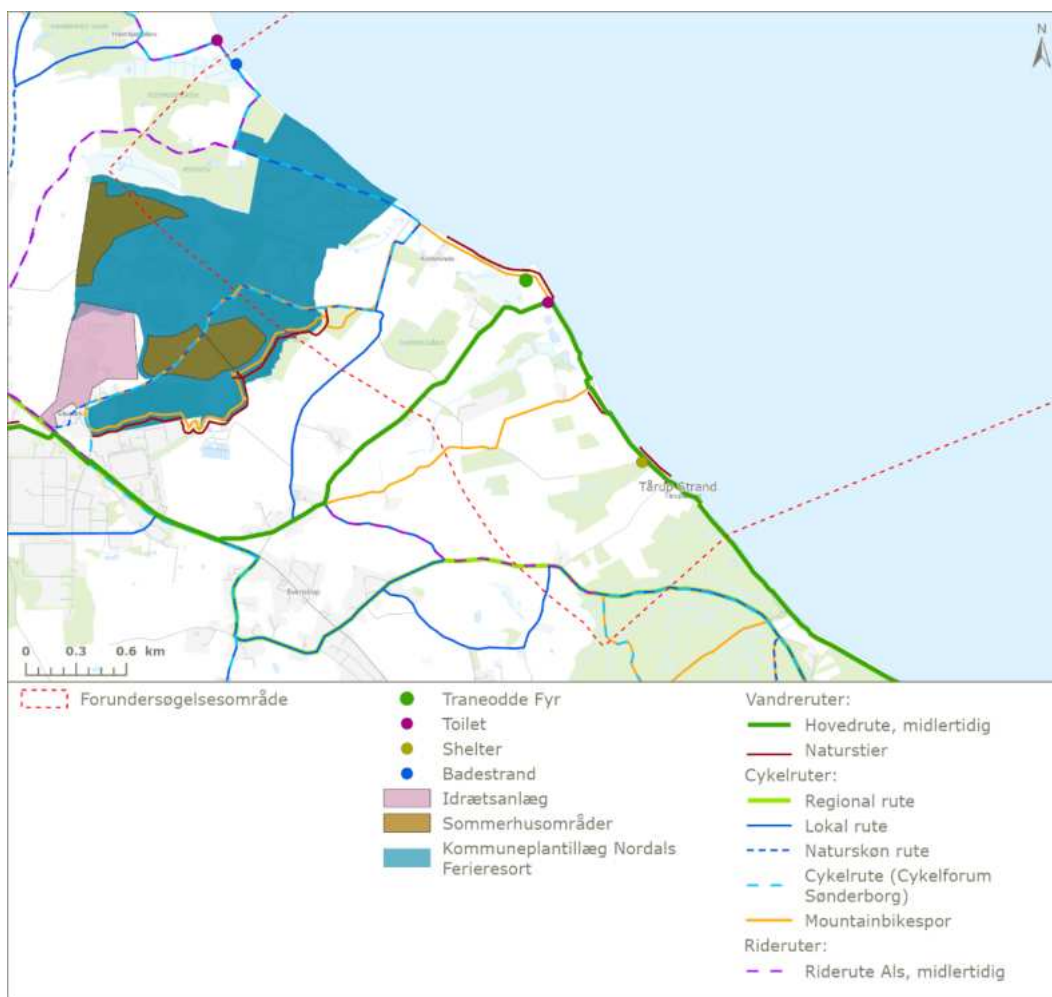 N
Tårup Strand
0 0.3 0.6 km
Forundersøgelsesområde
Traneodde Fyr
Toilet
Shelter
Badestrand
Idrætsanlæg
Sommerhusområder
Kommuneplantillæg Nordals
Ferieresort
Vandreruter:
Hovedrute, midlertidig
Naturstier
Cykelruter:
Regional rute
Lokal rute
Naturskøn rute
Cykelrute (Cykelforum
Sønderborg)
Mountainbikespor
Rideruter:
Riderute Als, midlertidig